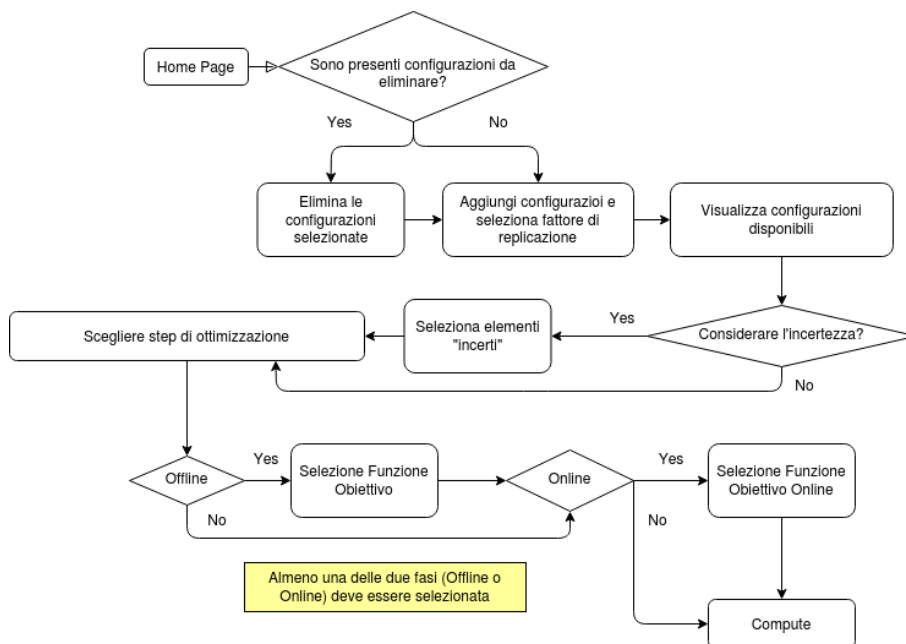 Home Page
Sono presenti configurazioni da
eliminare?
Yes
No
Elimina le
configurazioni
selezionate
Aggiungi configurazioi e
seleziona fattore di
replicazione
Visualizza configurazioni
disponibili
Scegliere step di ottimizzazione
Seleziona elementi
"incerti"
Yes
Considerare l'incertezza?
No
Offline
Yes
No
Selezione Funzione
Obiettivo
Online
Yes
No
Selezione Funzione
Obiettivo Online
Almeno una delle due fasi (Offline o
Online) deve essere selezionata
Compute